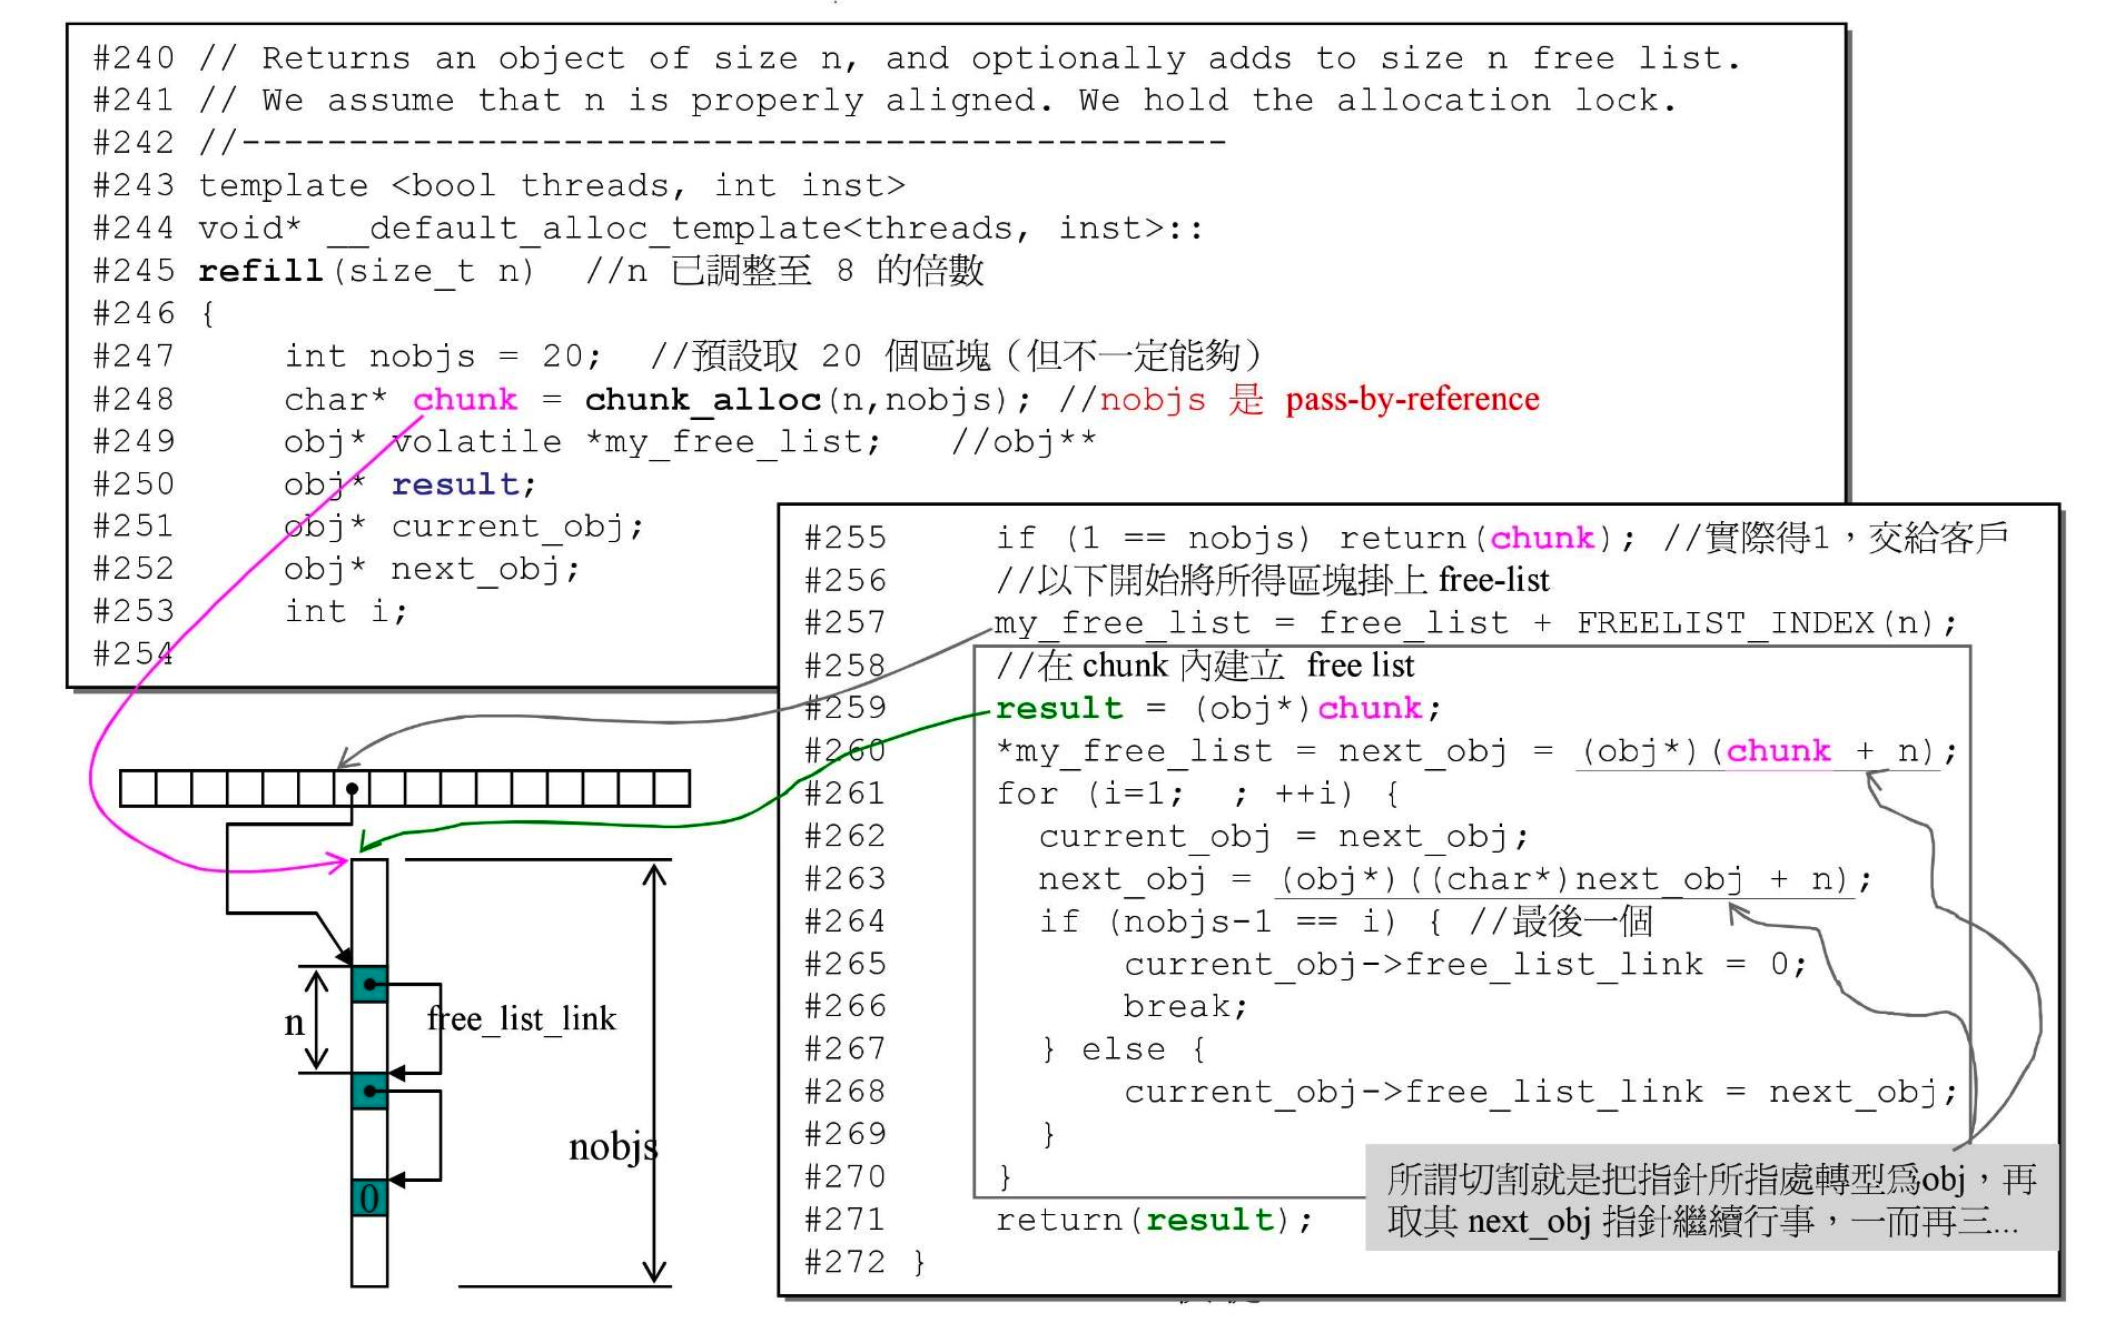 #240 // Returns an object of size n, and optionally adds to size n free list.
#241 // We assume that n is properly aligned. We hold the allocation lock.
#242 //----------------------------------------------
#243 template <bool threads, int inst>
#244 void* __default_alloc_template<threads, inst>::
#245 refill(size_t n)  //n 已調整至 8 的倍數
#246 {
#247     int nobjs = 20;  //預設取 20 個區塊(但不一定能夠)
#248     char* chunk = chunk_alloc(n,nobjs); //nobjs 是 pass-by-reference
#249     obj* volatile *my_free_list;   //obj**
#250     obj* result;
#251     obj* current_obj;
#252     obj* next_obj;
#253     int i;
#254
#255     if (1 == nobjs) return(chunk); //實際得1,交給客戶
#256     //以下開始將所得區塊掛上 free-list
#257     my_free_list = free_list + FREELIST_INDEX(n);
#258     //在 chunk 內建立 free list
#259     result = (obj*)chunk;
#260     *my_free_list = next_obj = (obj*)(chunk + n);
#261     for (i=1;  ; ++i) {
#262       current_obj = next_obj;
#263       next_obj = (obj*)((char*)next_obj + n);
#264       if (nobjs-1 == i) { //最後一個
#265           current_obj->free_list_link = 0;
#266           break;
#267       } else {
#268           current_obj->free_list_link = next_obj;
#269       }
#270     }
#271     return(result);
#272 }
所謂切割就是把指針所指處轉型爲obj,再
取其 next_obj 指針繼續行事,一而再三...
n
free_list_link
nobjs
0